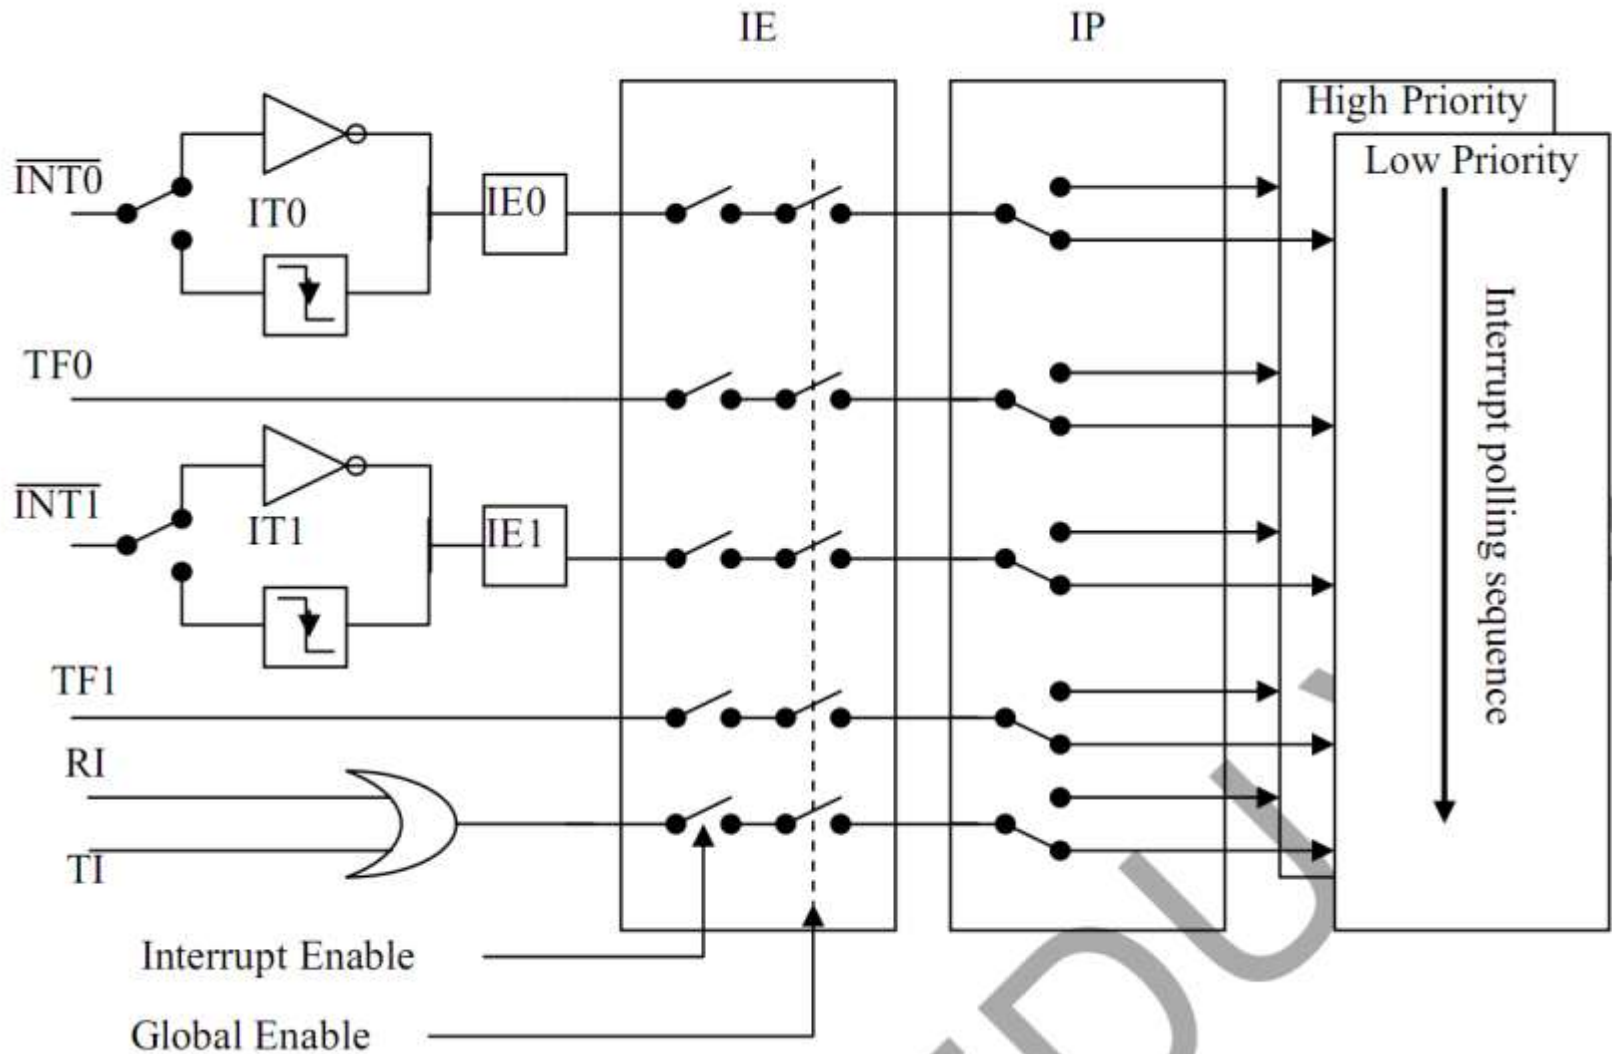 IE
IP
High Priority
Low Priority
INT0
IT0
IE0
TF0
INT1
IT1
IE1
TF1
RI
TI
Interrupt polling sequence
Interrupt Enable
Global Enable